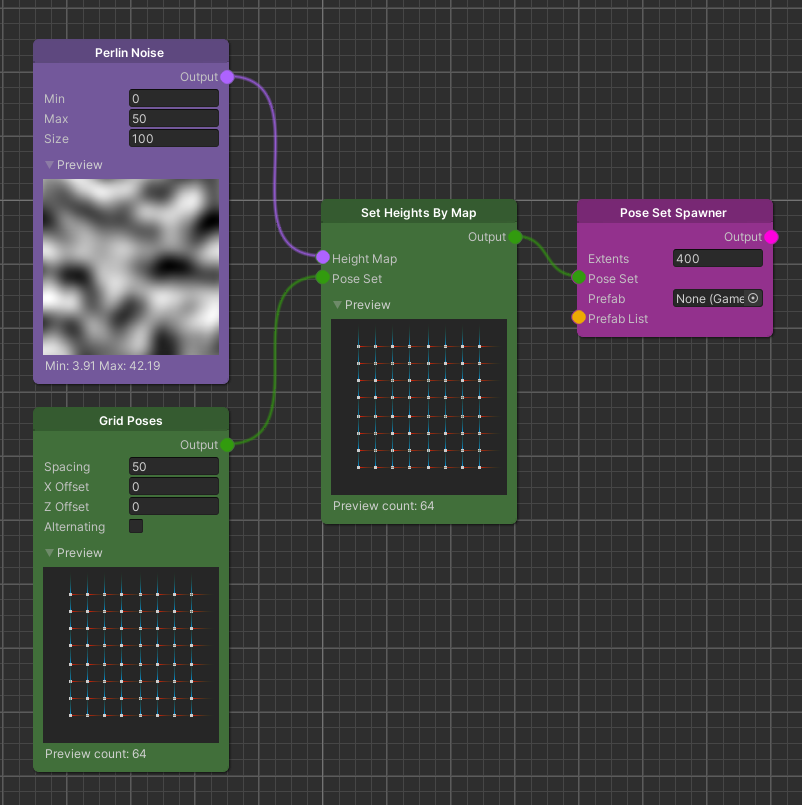 Perlin Noise
Output
Min 0
Max 50
Size 100
Preview
Min: 3.91 Max: 42.19
Grid Poses
Output
Spacing 50
X Offset 0
Z Offset 0
Alternating
Preview
Preview count: 64
Set Heights By Map
Output
Height Map
Pose Set
Preview
Preview count: 64
Pose Set Spawner
Output
Extents 400
Pose Set
Prefab None (Game
Prefab List